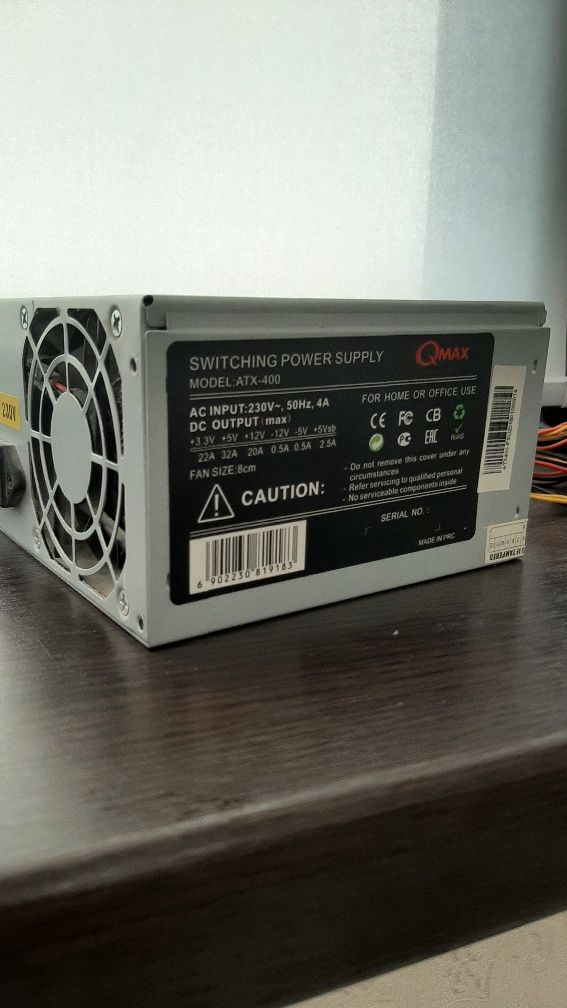 SWITCHING POWER SUPPLY
QMAX
MODEL:ATX-400
AC INPUT:230V~, 50Hz, 4A
DC OUTPUT (max)
+3.3V +5V +12V -12V -5V +5Vsb
22A 32A 20A 0.5A 0.5A 2.5A
FAN SIZE:8cm
FOR HOME OR OFFICE USE
CE FC CB
PC EAC RoHS
- Do not remove this cover under any
circumstances
- Refer servicing to qualified personal
- No serviceable components inside
CAUTION:
SERIAL NO. :
MADE IN PRC
6 902230 819183
230V
IF TAMPERED